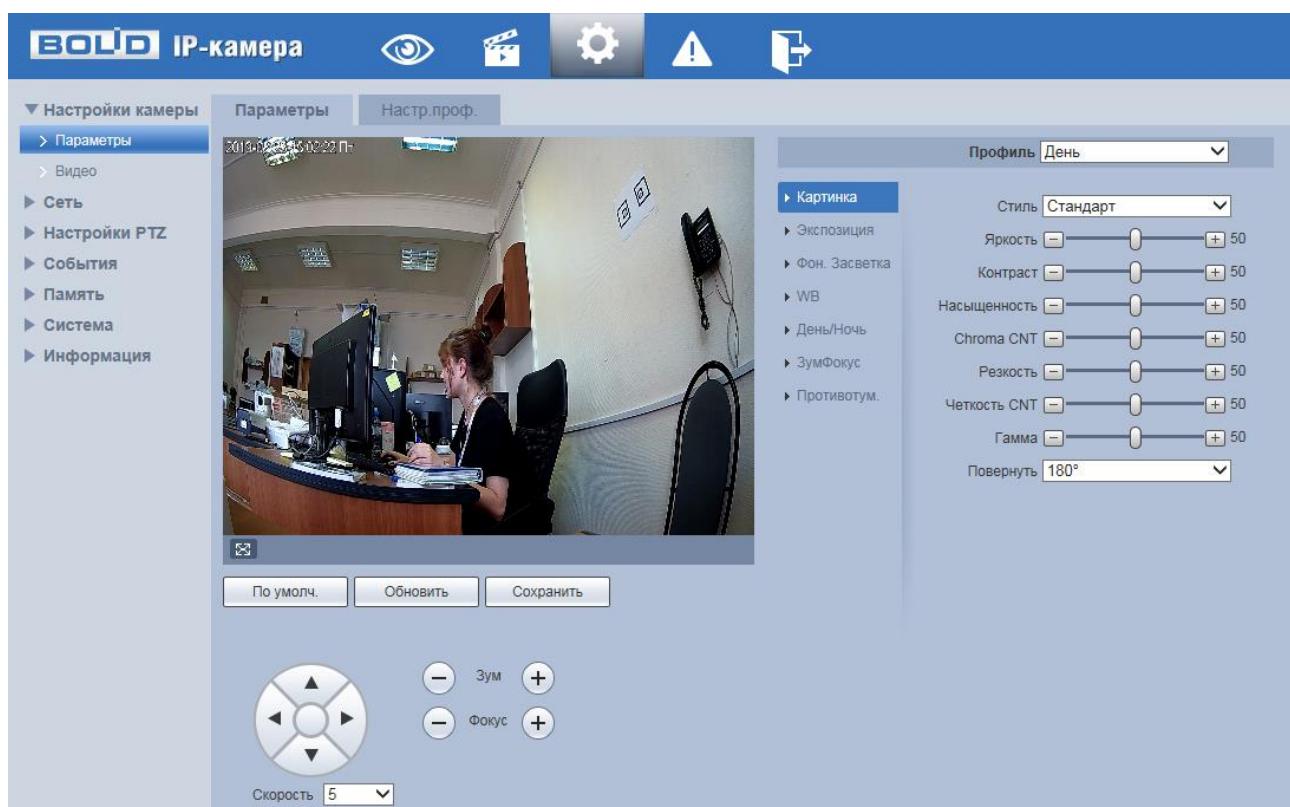 BOLID IP-камера
Настройки камеры
Параметры
Видео
Сеть
Настройки PTZ
События
Память
Система
Информация
Параметры
Настр.проф.
Пт
Профиль День
Картинка
Экспозиция
Фон. Засветка
WB
День/Ночь
ЗумФокус
Противотум.
Стиль Стандарт
Яркость 50
Контраст 50
Насыщенность 50
Chroma CNT 50
Резкость 50
Четкость CNT 50
Гамма 50
Повернуть 180°
По умолч.
Обновить
Сохранить
Зум
Фокус
Скорость 5